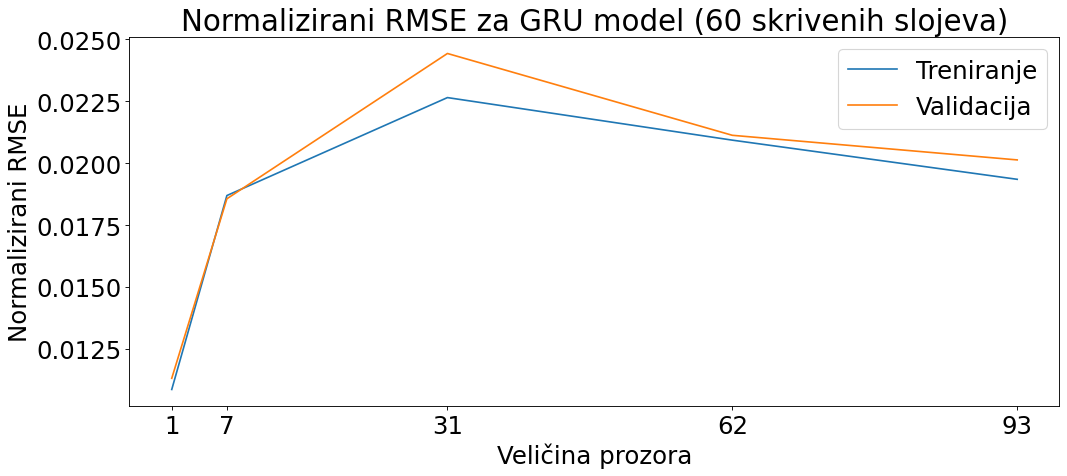 Normalizirani RMSE za GRU model (60 skrivenih slojeva)
0.0250
0.0225
0.0200
0.0175
0.0150
0.0125
Normalizirani RMSE
Treniranje
Validacija
1 7 31 62 93
Veličina prozora